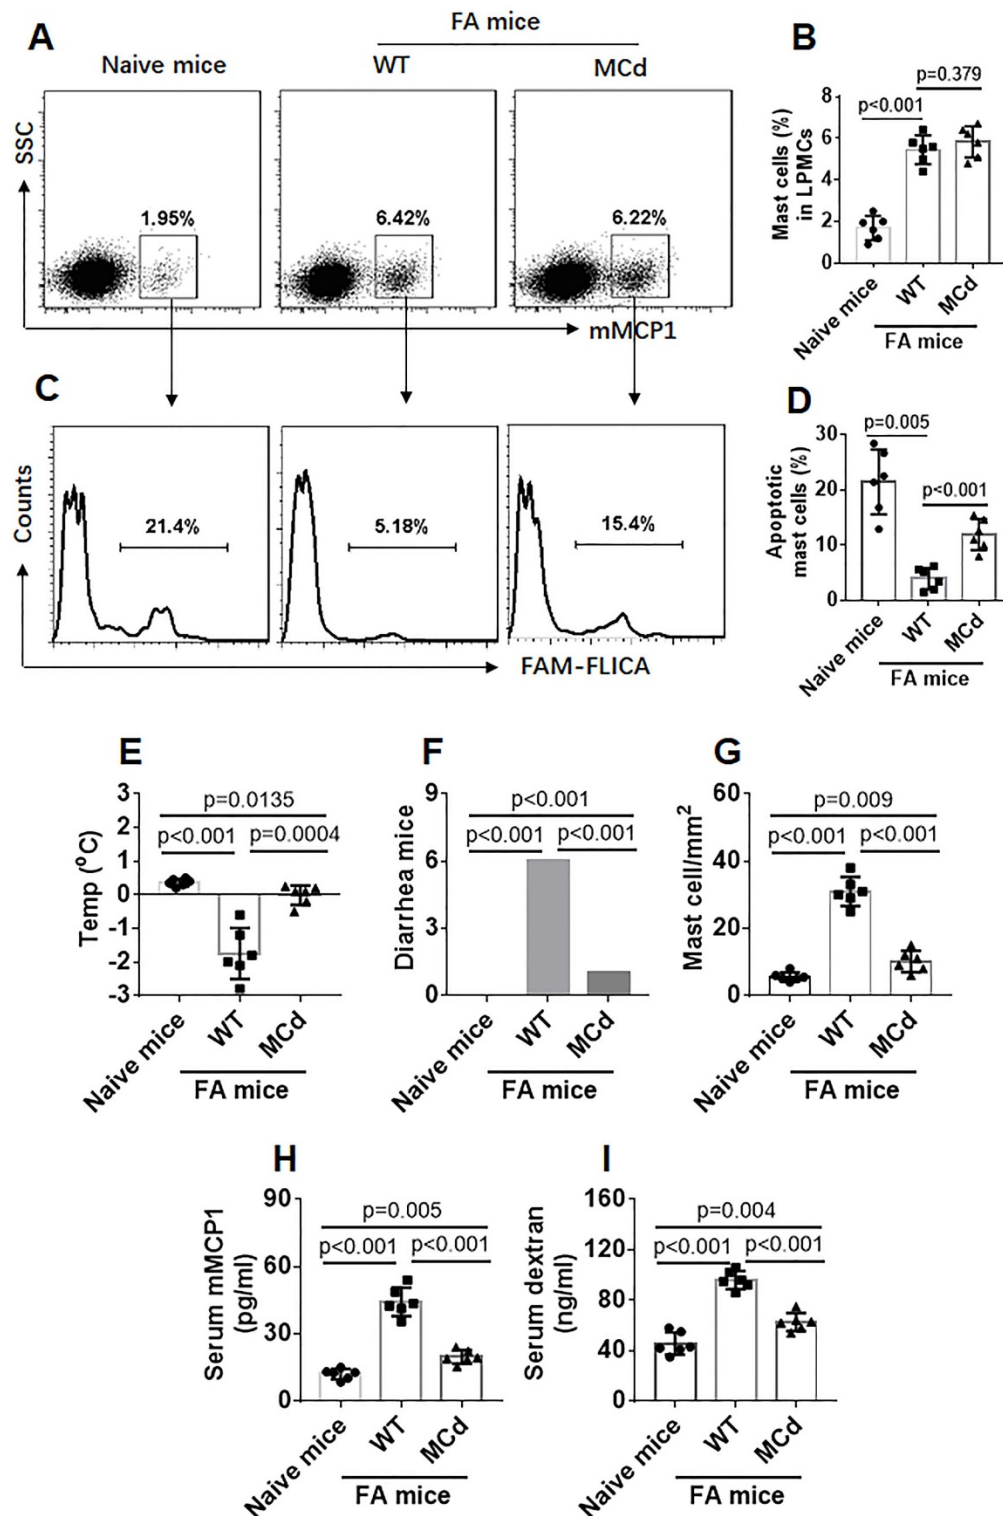 A
FA mice
Naive mice
WT
MCd
SSC
1.95%
6.42%
6.22%
mMCP1
B
p=0.379
p<0.001
Mast cells (%)
in LPMCs
8
6
4
2
0
Naive mice
WT
MCd
FA mice
C
Counts
21.4%
5.18%
15.4%
FAM-FLICA
D
p=0.005
p<0.001
Apoptotic
mast cells (%)
30
20
10
0
Naive mice
WT
MCd
FA mice
E
p=0.0135
p<0.001
p=0.0004
Temp (°C)
3
2
1
0
-1
-2
-3
Naive mice
WT
MCd
FA mice
F
p<0.001
p<0.001
p<0.001
Diarrhea mice
9
6
3
0
Naive mice
WT
MCd
FA mice
G
p=0.009
p<0.001
p<0.001
Mast cell/mm²
60
40
20
0
Naive mice
WT
MCd
FA mice
H
p=0.005
p<0.001
p<0.001
Serum mMCP1
(pg/ml)
90
60
30
0
Naive mice
WT
MCd
FA mice
I
p=0.004
p<0.001
p<0.001
Serum dextran
(ng/ml)
160
120
80
40
0
Naive mice
WT
MCd
FA mice